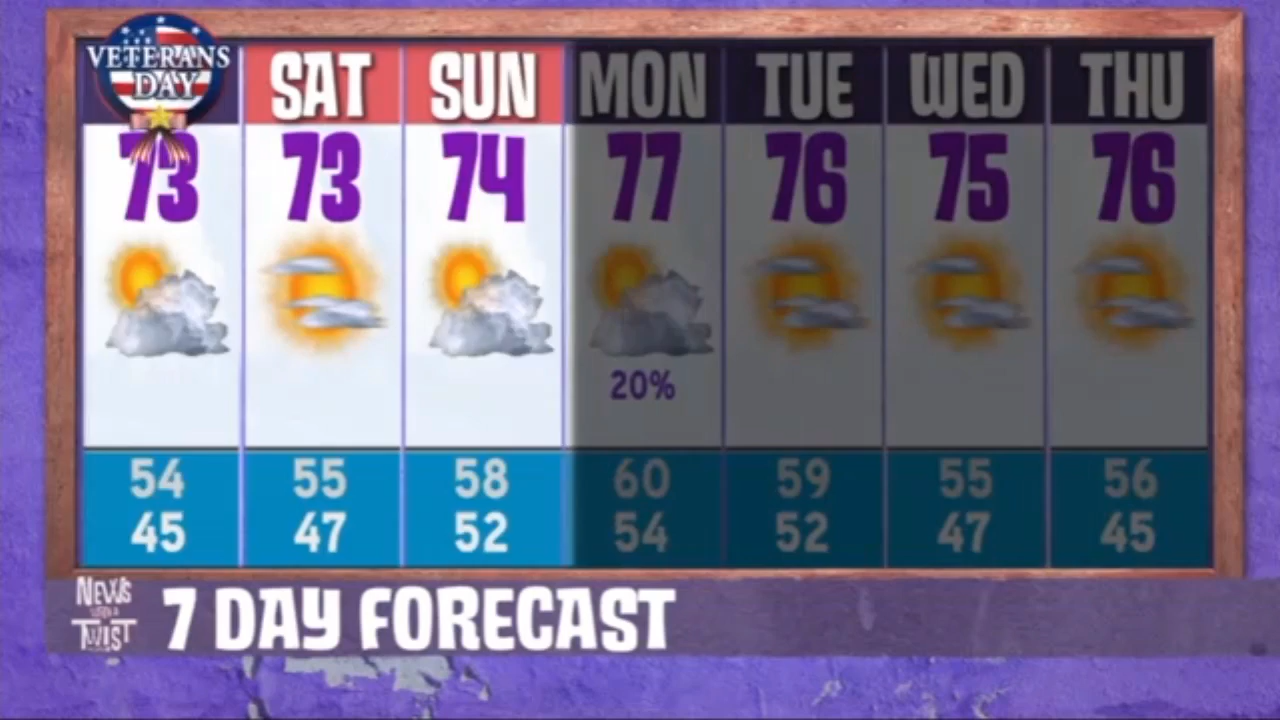 VETERANS DAY SAT SUN MON TUE WED THU
73 73 74 77 76 75 76
20%
54 55 58 60 59 55 56
45 47 52 54 52 47 45
NEWS WITH A TWIST
7 DAY FORECAST